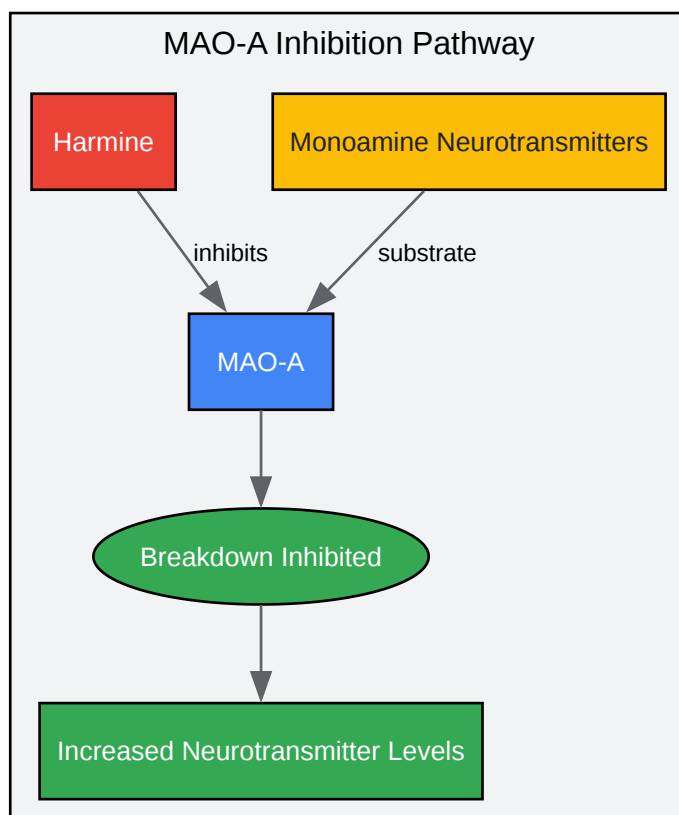 MAO-A Inhibition Pathway
Harmine
Monoamine Neurotransmitters
inhibits
substrate
MAO-A
Breakdown Inhibited
Increased Neurotransmitter Levels